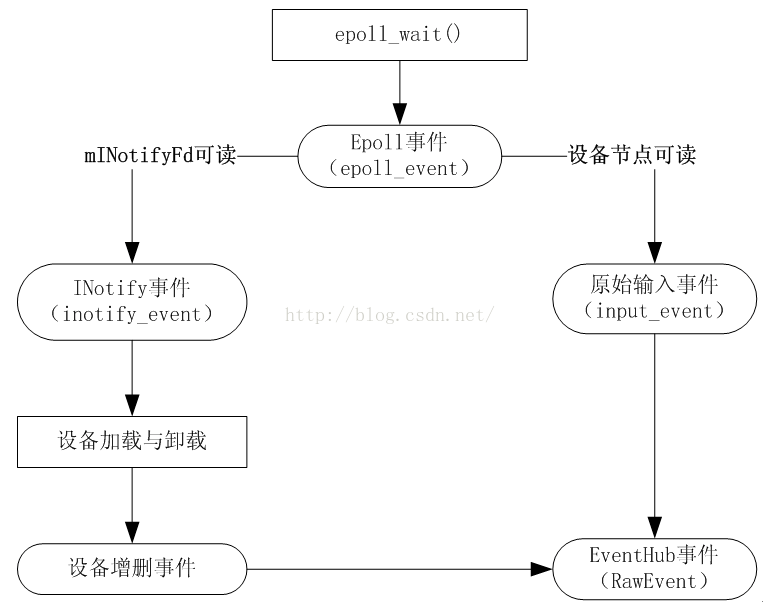 epoll_wait()
Epoll事件
（epoll_event）
mINotifyFd可读
设备节点可读
INotify事件
（inotify_event）
原始输入事件
（input_event）
http://blog.csdn.net/
设备加载与卸载
设备增删事件
EventHub事件
（RawEvent）